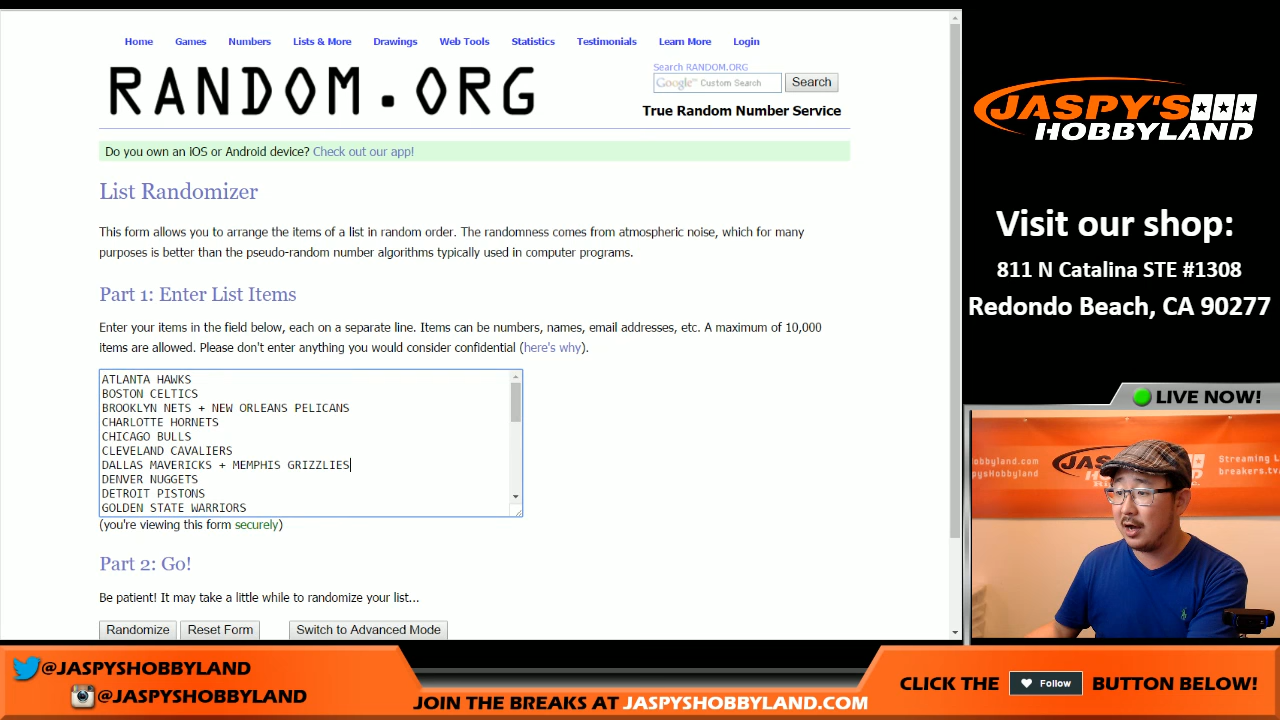 Home Games Numbers Lists & More Drawings Web Tools Statistics Testimonials Learn More Login
RANDOM.ORG
Search RANDOM.ORG
Google™ Custom Search Search
True Random Number Service
Do you own an iOS or Android device? Check out our app!
List Randomizer
This form allows you to arrange the items of a list in random order. The randomness comes from atmospheric noise, which for many
purposes is better than the pseudo-random number algorithms typically used in computer programs.
Part 1: Enter List Items
Enter your items in the field below, each on a separate line. Items can be numbers, names, email addresses, etc. A maximum of 10,000
items are allowed. Please don't enter anything you would consider confidential (here's why).
ATLANTA HAWKS
BOSTON CELTICS
BROOKLYN NETS + NEW ORLEANS PELICANS
CHARLOTTE HORNETS
CHICAGO BULLS
CLEVELAND CAVALIERS
DALLAS MAVERICKS + MEMPHIS GRIZZLIES
DENVER NUGGETS
DETROIT PISTONS
GOLDEN STATE WARRIORS
(you're viewing this form securely)
Part 2: Go!
Be patient! It may take a little while to randomize your list...
Randomize Reset Form Switch to Advanced Mode
JASPY'S
HOBBYLAND
Visit our shop:
811 N Catalina STE #1308
Redondo Beach, CA 90277
LIVE NOW!
Streaming L
breakers.tv
@JASPYSHOBBYLAND
@JASPYSHOBBYLAND
JOIN THE BREAKS AT JASPYSHOBBYLAND.COM
CLICK THE Follow BUTTON BELOW!